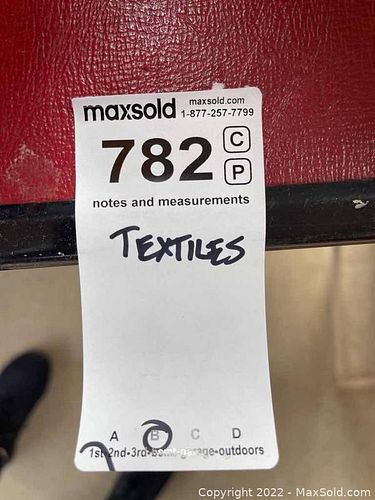 maxsold maxsold.com
1-877-257-7799
782 C
P
notes and measurements
TEXTILES
A B C D
1st•2nd•3rd•bsmt•garage•outdoors
Copyright © 2022 - MaxSold.com